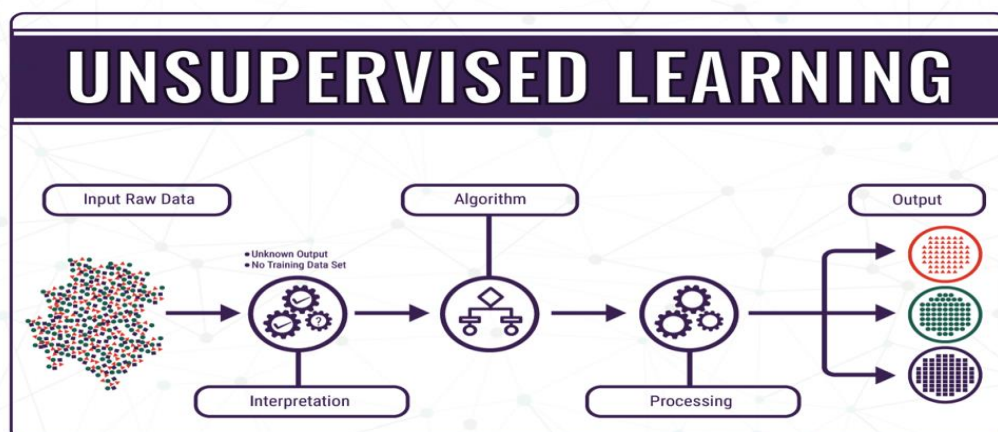 UNSUPERVISED LEARNING
Input Raw Data
Algorithm
Output
• Unknown Output
• No Training Data Set
?
Interpretation
Processing